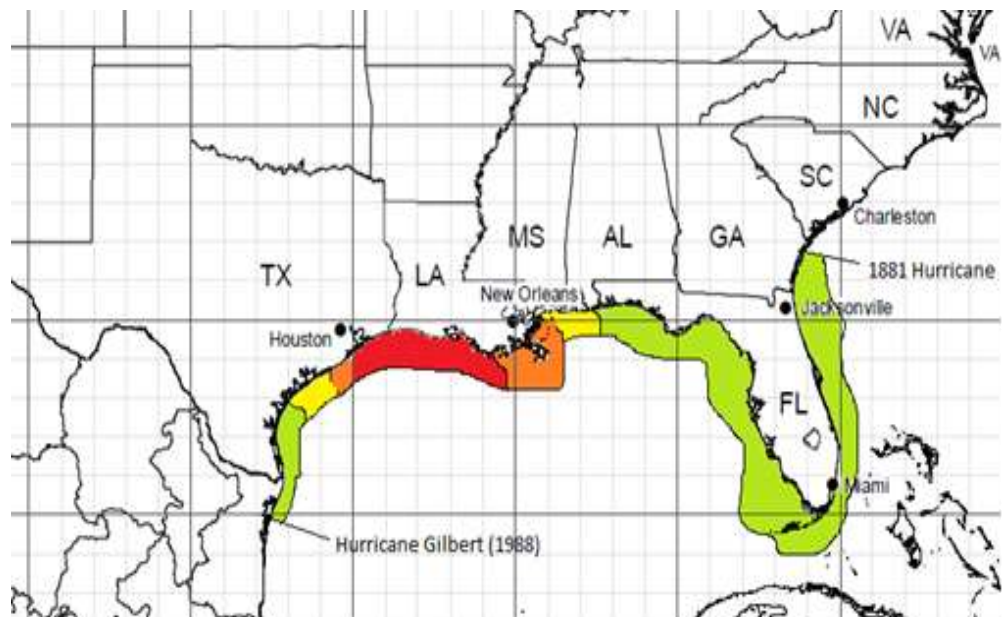 VA
VA
NC
SC
Charleston
MS
AL
GA
TX
LA
1881 Hurricane
New Orleans
Jacksonville
Houston
FL
Miami
Hurricane Gilbert (1988)